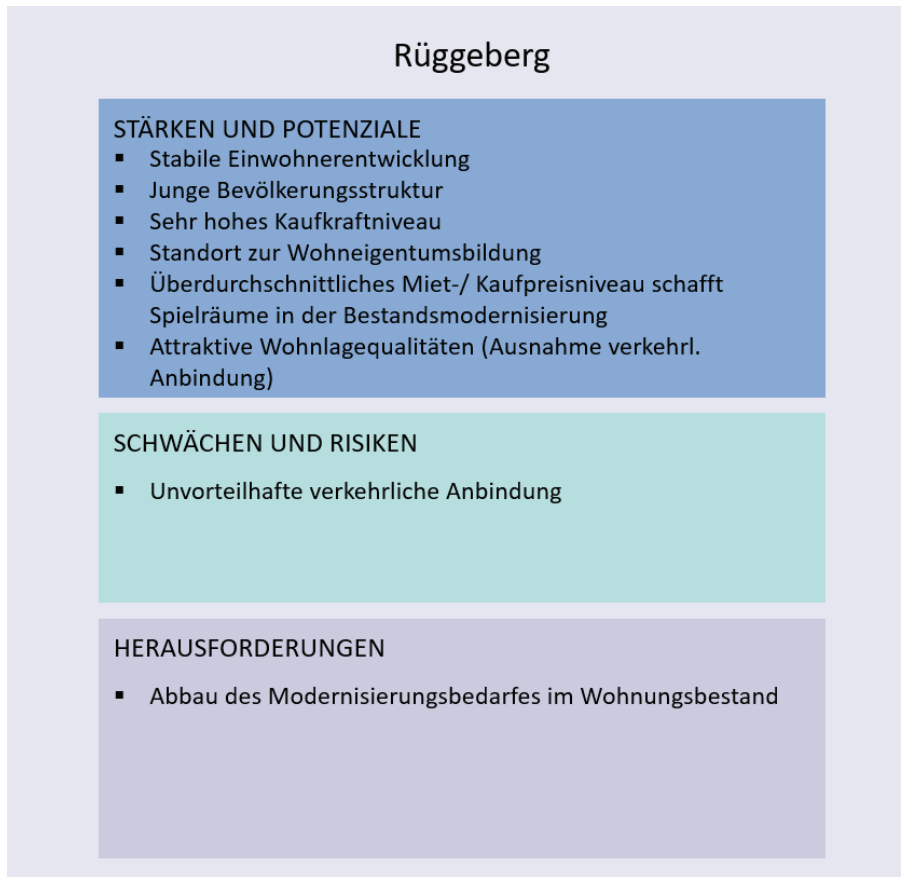 Rüggeberg
STÄRKEN UND POTENZIALE
▪ Stabile Einwohnerentwicklung
▪ Junge Bevölkerungsstruktur
▪ Sehr hohes Kaufkraftniveau
▪ Standort zur Wohneigentumsbildung
▪ Überdurchschnittliches Miet-/ Kaufpreisniveau schafft
Spielräume in der Bestandsmodernisierung
▪ Attraktive Wohnlagequalitäten (Ausnahme verkehrl.
Anbindung)
SCHWÄCHEN UND RISIKEN
▪ Unvorteilhafte verkehrliche Anbindung
HERAUSFORDERUNGEN
▪ Abbau des Modernisierungsbedarfes im Wohnungsbestand